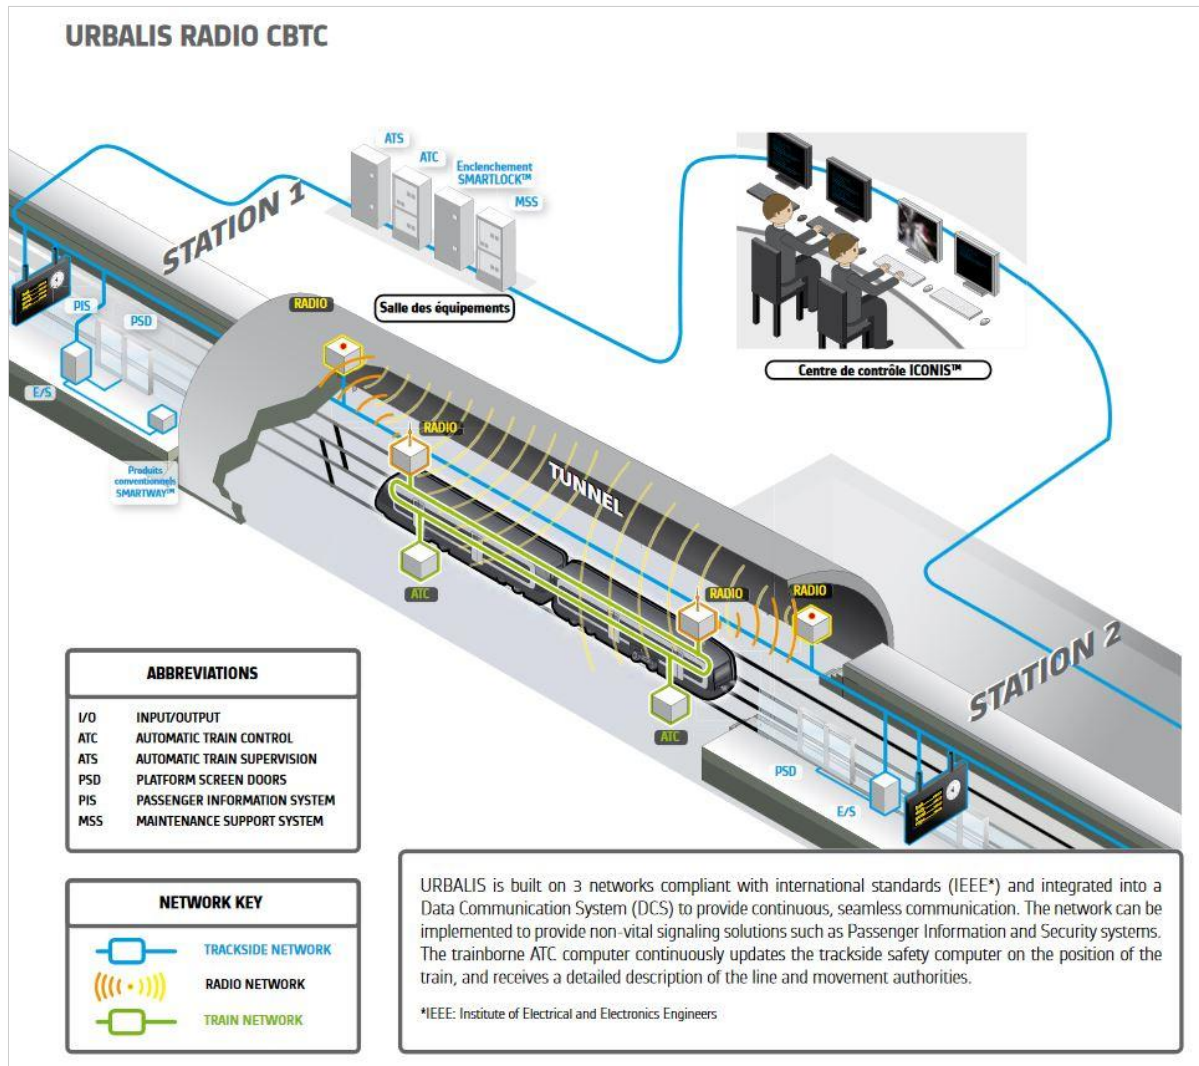 URBALIS RADIO CBTC
ATS
ATC
Enclenchement
SMARTLOCK™
MSS
STATION 1
Salle des équipements
Centre de contrôle ICONIS™
RADIO
PIS
PSD
E/S
Produits
conventionnels
SMARTWAY™
RADIO
TUNNEL
ATC
RADIO
RADIO
ATC
STATION 2
PSD
E/S
ABBREVIATIONS
I/O INPUT/OUTPUT
ATC AUTOMATIC TRAIN CONTROL
ATS AUTOMATIC TRAIN SUPERVISION
PSD PLATFORM SCREEN DOORS
PIS PASSENGER INFORMATION SYSTEM
MSS MAINTENANCE SUPPORT SYSTEM
NETWORK KEY
TRACKSIDE NETWORK
RADIO NETWORK
TRAIN NETWORK
URBALIS is built on 3 networks compliant with international standards (IEEE*) and integrated into a
Data Communication System (DCS) to provide continuous, seamless communication. The network can be
implemented to provide non-vital signaling solutions such as Passenger Information and Security systems.
The trainborne ATC computer continuously updates the trackside safety computer on the position of the
train, and receives a detailed description of the line and movement authorities.
*IEEE: Institute of Electrical and Electronics Engineers